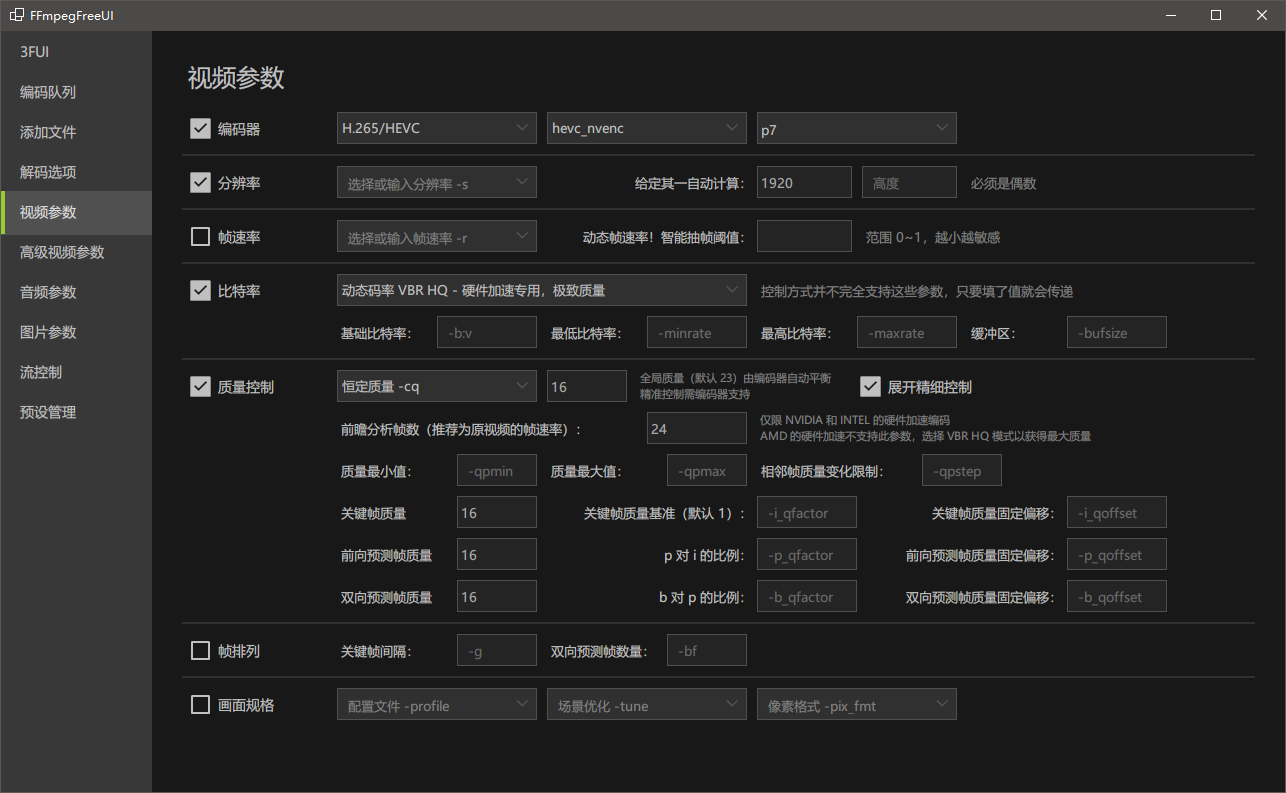 FFmpegFreeUI
3FUI
编码队列
添加文件
解码选项
视频参数
高级视频参数
音频参数
图片参数
流控制
预设管理
视频参数
编码器 H.265/HEVC hevc_nvenc p7
分辨率 选择或输入分辨率 -s 给定其一自动计算： 1920 高度 必须是偶数
帧速率 选择或输入帧速率 -r 动态帧速率！智能抽帧阈值： 范围 0~1，越小越敏感
比特率 动态码率 VBR HQ - 硬件加速专用，极致质量 控制方式并不完全支持这些参数，只要填了值就会传递
基础比特率： -b:v 最低比特率： -minrate 最高比特率： -maxrate 缓冲区： -bufsize
质量控制 恒定质量 -cq 16 全局质量（默认 23）由编码器自动平衡
精准控制需编码器支持
展开精细控制
前瞻分析帧数（推荐为原视频的帧速率）： 24 仅限 NVIDIA 和 INTEL 的硬件加速编码
AMD 的硬件加速不支持此参数，选择 VBR HQ 模式以获得最大质量
质量最小值： -qpmin 质量最大值： -qpmax 相邻帧质量变化限制： -qpstep
关键帧质量 16 关键帧质量基准（默认 1）： -i_qfactor 关键帧质量固定偏移： -i_qoffset
前向预测帧质量 16 p 对 i 的比例： -p_qfactor 前向预测帧质量固定偏移： -p_qoffset
双向预测帧质量 16 b 对 p 的比例： -b_qfactor 双向预测帧质量固定偏移： -b_qoffset
帧排列 关键帧间隔： -g 双向预测帧数量： -bf
画面规格 配置文件 -profile 场景优化 -tune 像素格式 -pix_fmt